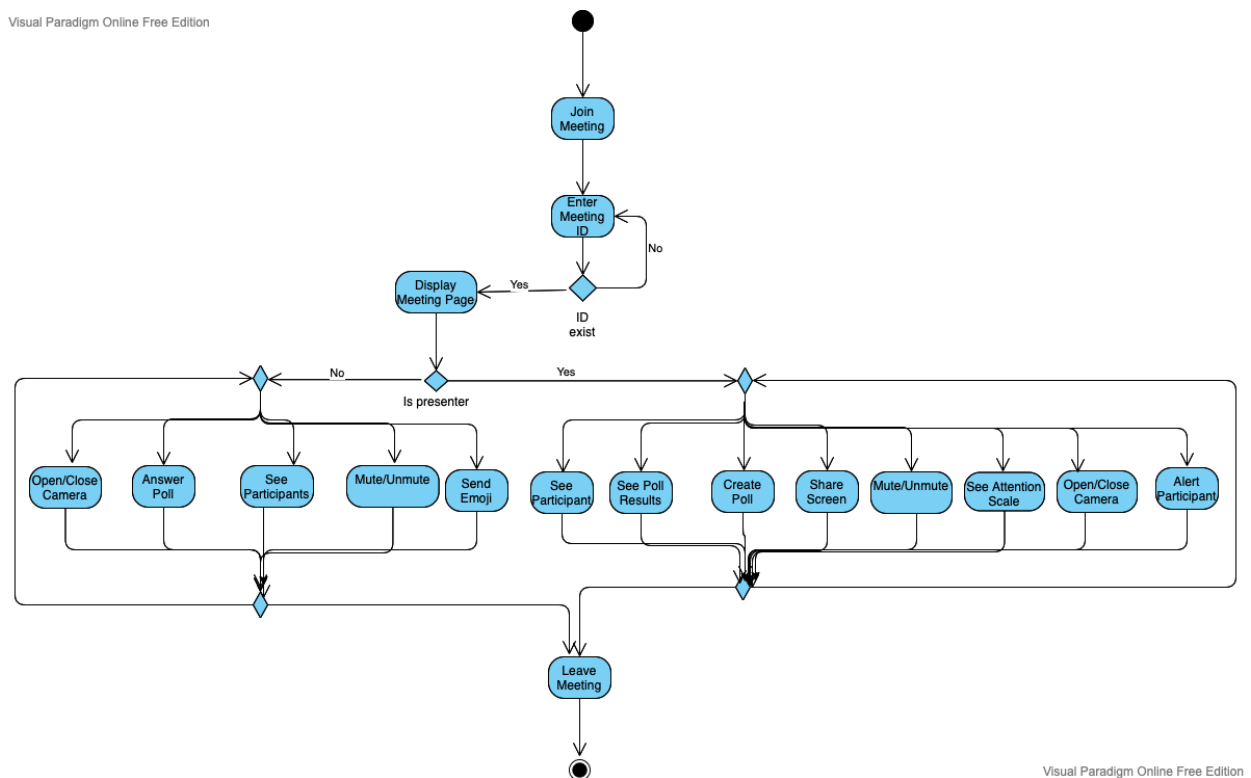 Visual Paradigm Online Free Edition
Join
Meeting
Enter
Meeting
ID
No
Yes
Display
Meeting Page
ID
exist
No
Yes
Is presenter
Open/Close
Camera
Answer
Poll
See
Participants
Mute/Unmute
Send
Emoji
See
Participant
See Poll
Results
Create
Poll
Share
Screen
Mute/Unmute
See Attention
Scale
Open/Close
Camera
Alert
Participant
Leave
Meeting
Visual Paradigm Online Free Edition